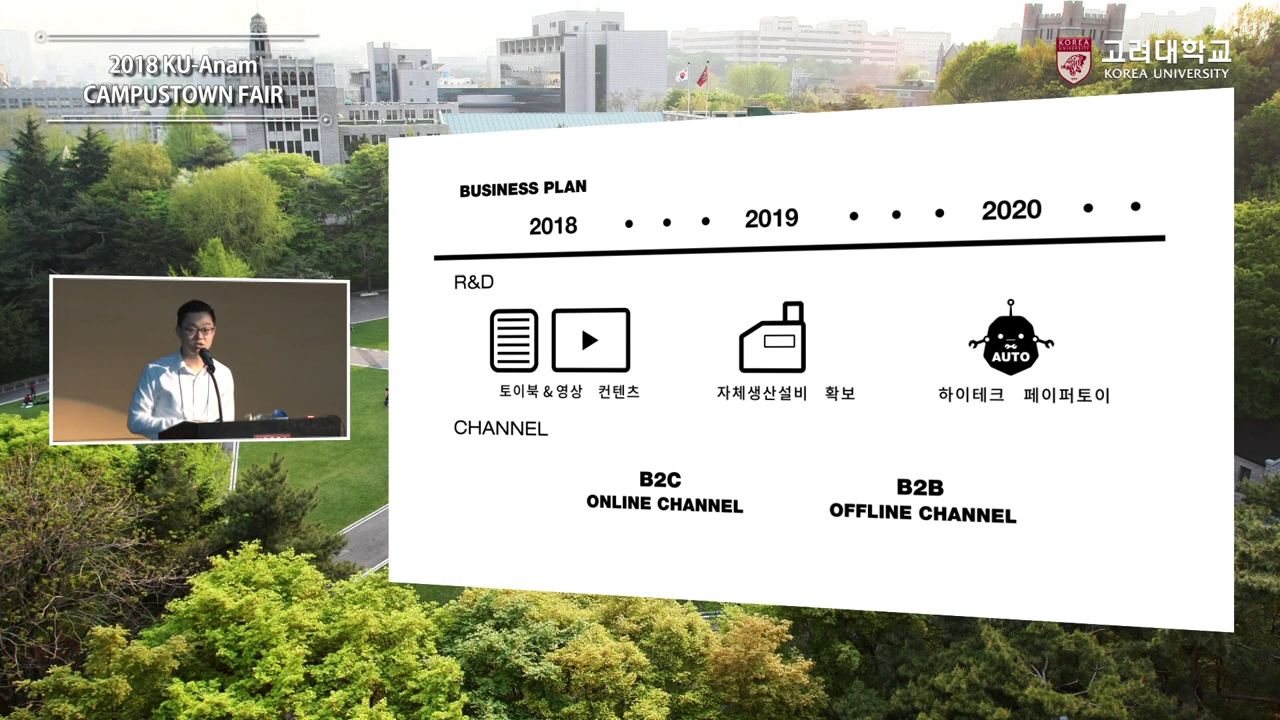 2018 KU-Anam
CAMPUSTOWN FAIR
KOREA
UNIVERSITY
고려대학교
KOREA UNIVERSITY
BUSINESS PLAN
2018 • • • 2019 • • • 2020 • •
R&D
AUTO
토이북 & 영상 컨텐츠
자체생산설비 확보
하이테크 페이퍼토이
CHANNEL
B2C
ONLINE CHANNEL
B2B
OFFLINE CHANNEL